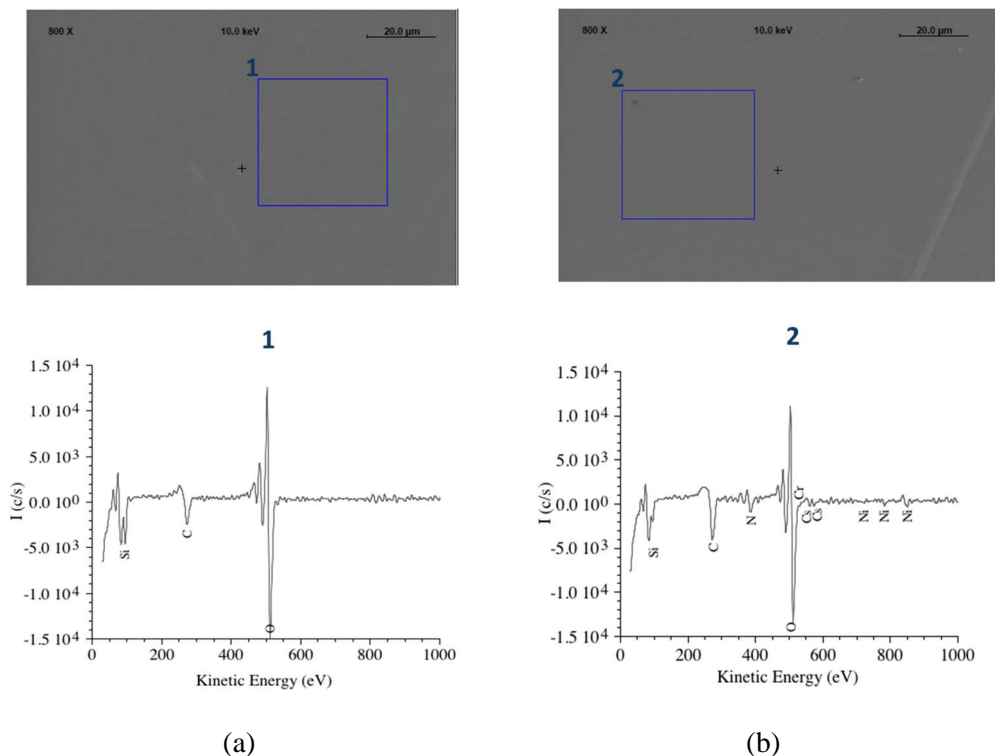 800 X 10.0 keV 20.0 µm
1
800 X 10.0 keV 20.0 µm
2
1
1.5 10⁴
1.0 10⁴
5.0 10³
0.0 10⁰
-5.0 10³
-1.0 10⁴
-1.5 10⁴
I (c/s)
Si
C
O
0 200 400 600 800 1000
Kinetic Energy (eV)
2
1.5 10⁴
1.0 10⁴
5.0 10³
0.0 10⁰
-5.0 10³
-1.0 10⁴
-1.5 10⁴
I (c/s)
Si
C
N
O
Cr
Cs
Cs
Ni
Ni
Ni
0 200 400 600 800 1000
Kinetic Energy (eV)
(a) (b)